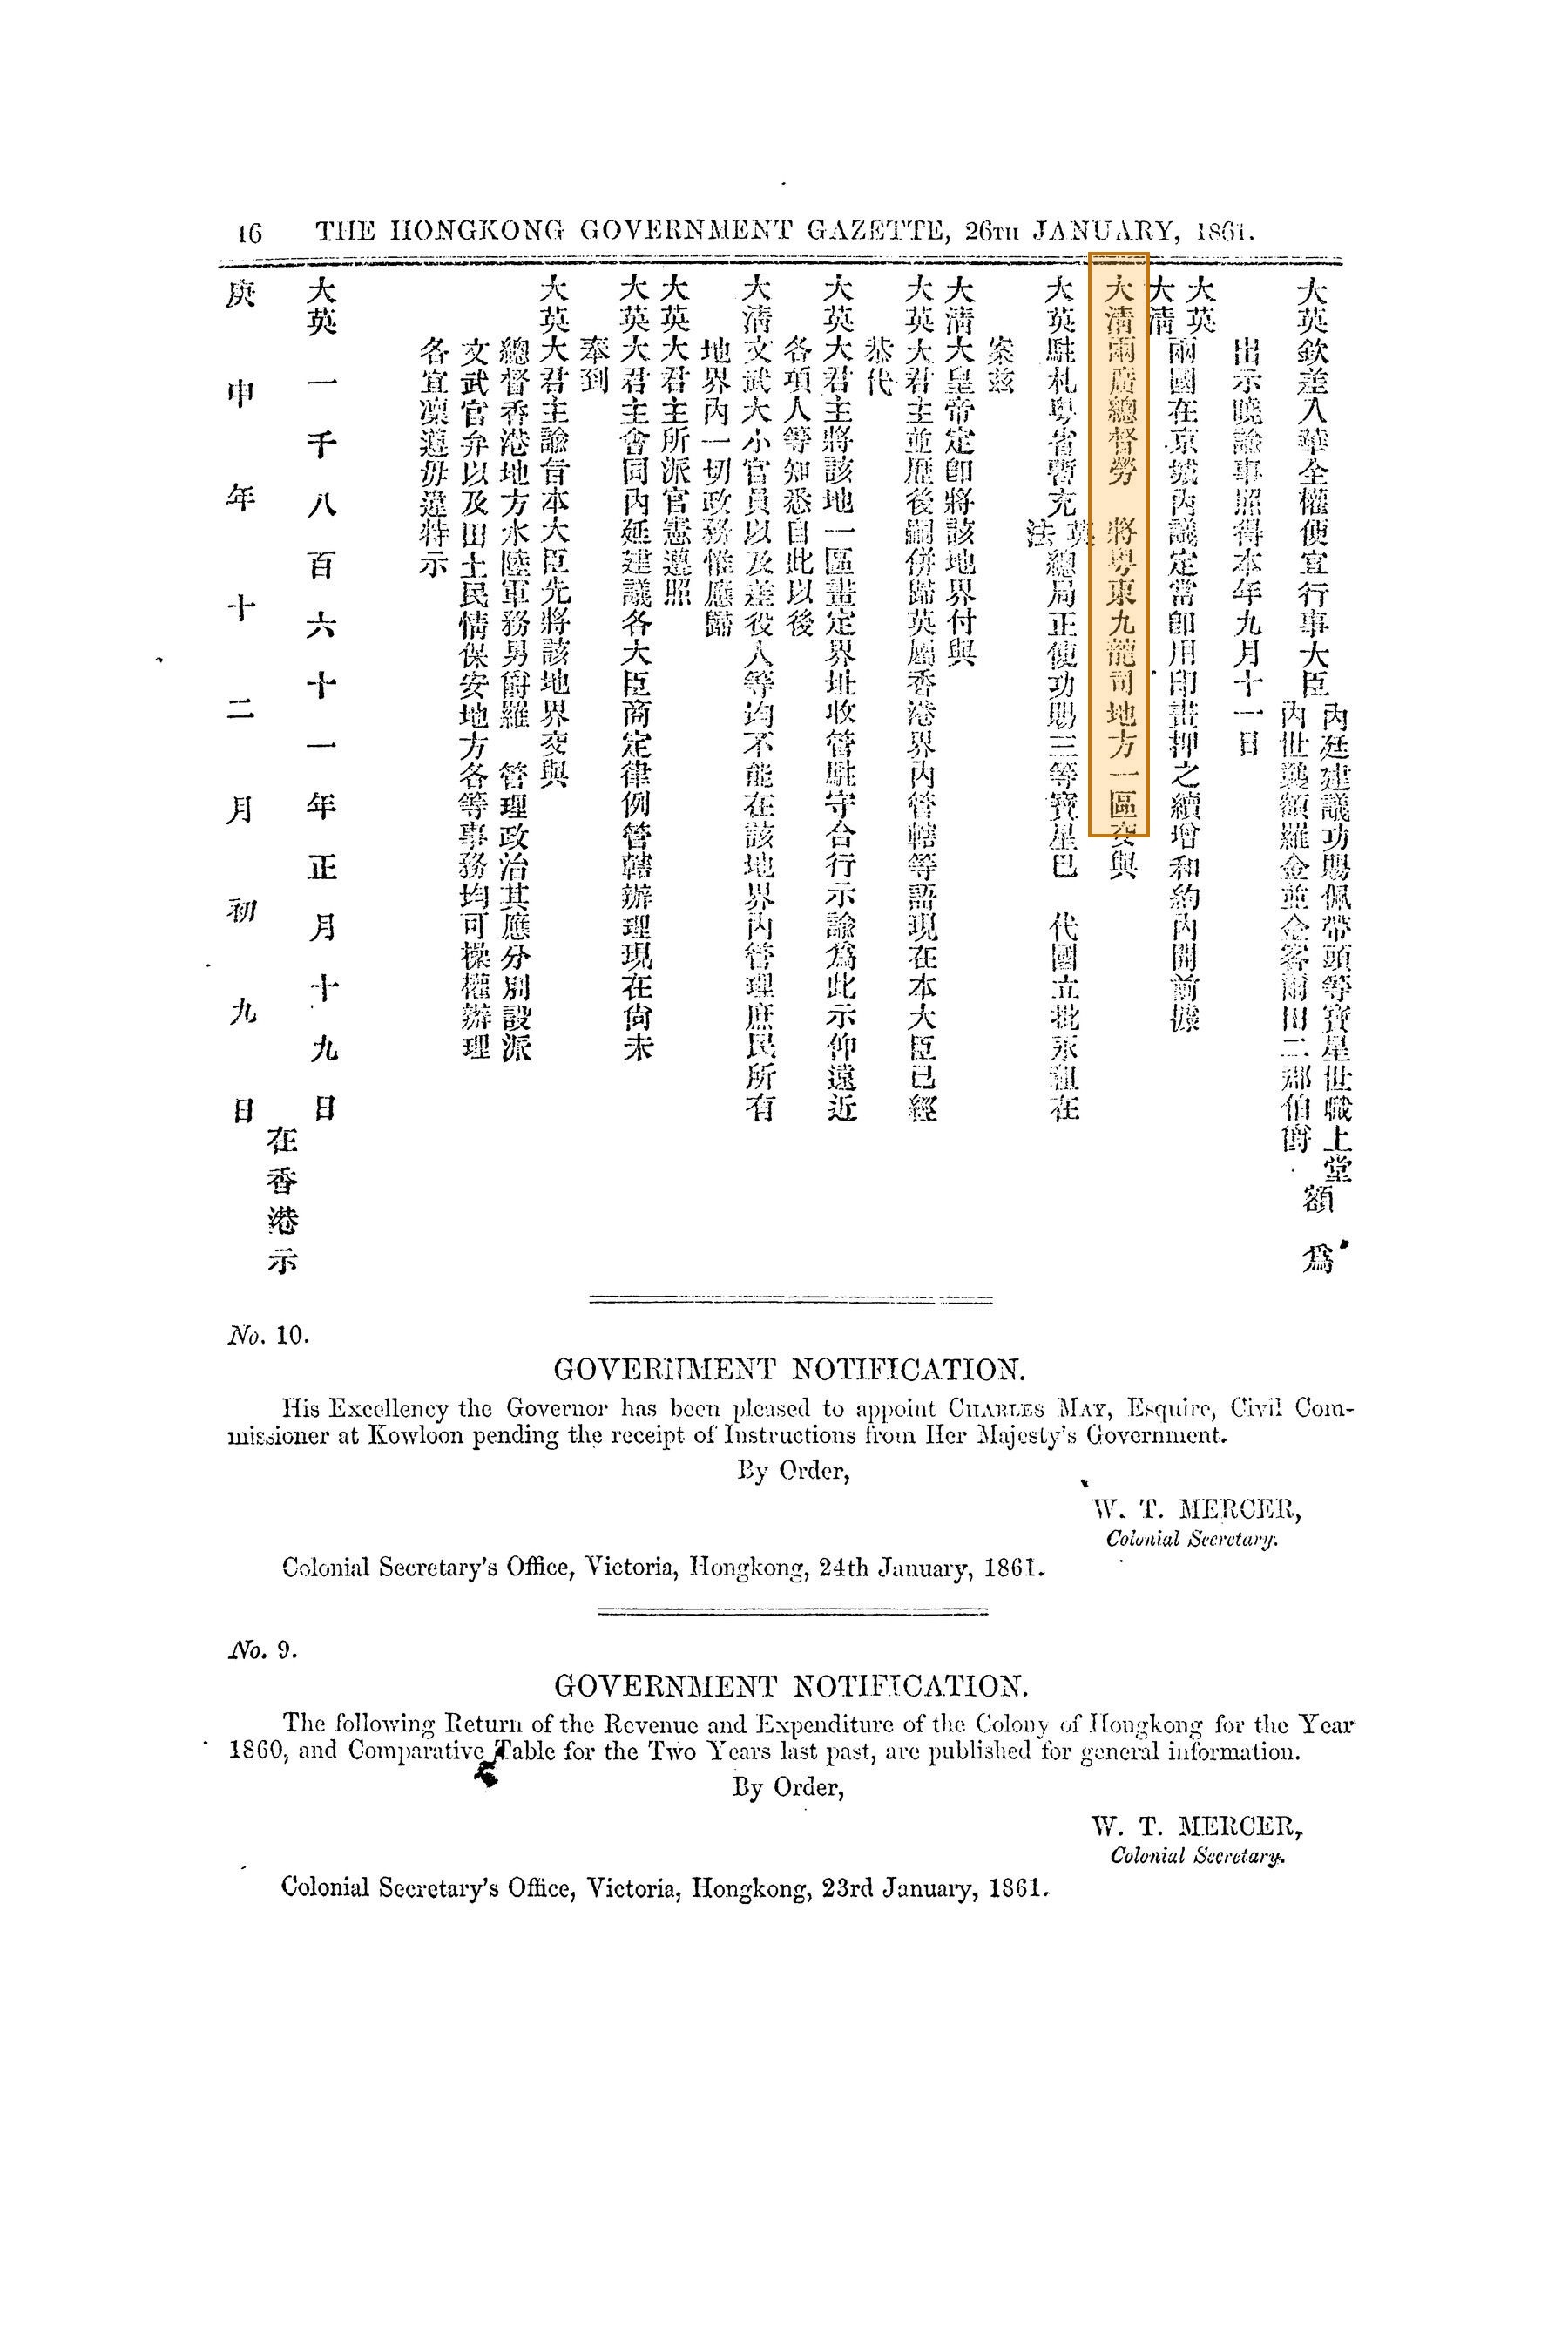 16 THE HONGKONG GOVERNMENT GAZETTE, 26TH JANUARY, 1861.
大英欽差入華全權便宜行事大臣內廷建議功賜佩帶頭等寶星世職上堂內世襲額羅金並金客爾田二郡伯爵額 爲
出示曉諭事照得本年九月十一日
大英
大清兩國在京城內議定當卽用印畫押之續增和約內開前據
大清兩廣總督勞 將粤東九龍司地方一區交與
大英駐札粤省暫充英法總局正使功賜三等寶星巴 代國立批永租在
案茲
大清大皇帝定卽將該地界付與
大英大君主並歷後嗣併歸英屬香港界內管轄等語現在本大臣已經
恭代
大英大君主將該地一區畫定界址收管駐守合行示諭爲此示仰遠近
各項人等知悉自此以後
大清文武大小官員以及差役人等均不能在該地界內管理庶民所有
地界內一切政務惟應歸
大英大君主所派官憲遵照
大英大君主會同內延建議各大臣商定律例管轄辦理現在尙未
奉到
大英大君主諭旨本大臣先將該地界交與
總督香港地方水陸軍務男爵羅 管理政治其應分別設派
文武官弁以及田土民情保安地方各等事務均可操權辦理
各宜凜遵毋違特示
大英一千八百六十一年正月十九日
在香港示
庚申年十二月初九日
No. 10.
GOVERNMENT NOTIFICATION.
His Excellency the Governor has been pleased to appoint CHARLES MAY, Esquire, Civil Com-
missioner at Kowloon pending the receipt of Instructions from Her Majesty's Government.
By Order,
W. T. MERCER,
Colonial Secretary.
Colonial Secretary's Office, Victoria, Hongkong, 24th January, 1861.
No. 9.
GOVERNMENT NOTIFICATION.
The following Return of the Revenue and Expenditure of the Colony of Hongkong for the Year
1860, and Comparative Table for the Two Years last past, are published for general information.
By Order,
W. T. MERCER,
Colonial Secretary.
Colonial Secretary's Office, Victoria, Hongkong, 23rd January, 1861.